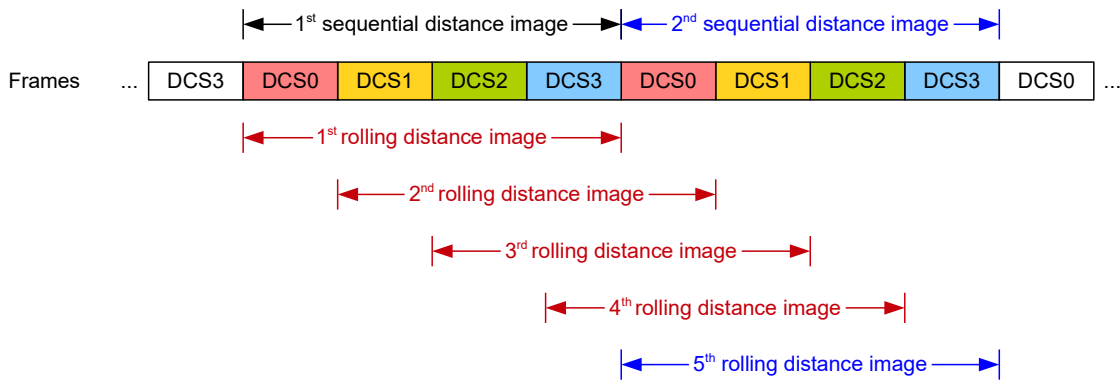 1st sequential distance image 2nd sequential distance image
Frames ... DCS3 DCS0 DCS1 DCS2 DCS3 DCS0 DCS1 DCS2 DCS3 DCS0 ...
1st rolling distance image
2nd rolling distance image
3rd rolling distance image
4th rolling distance image
5th rolling distance image